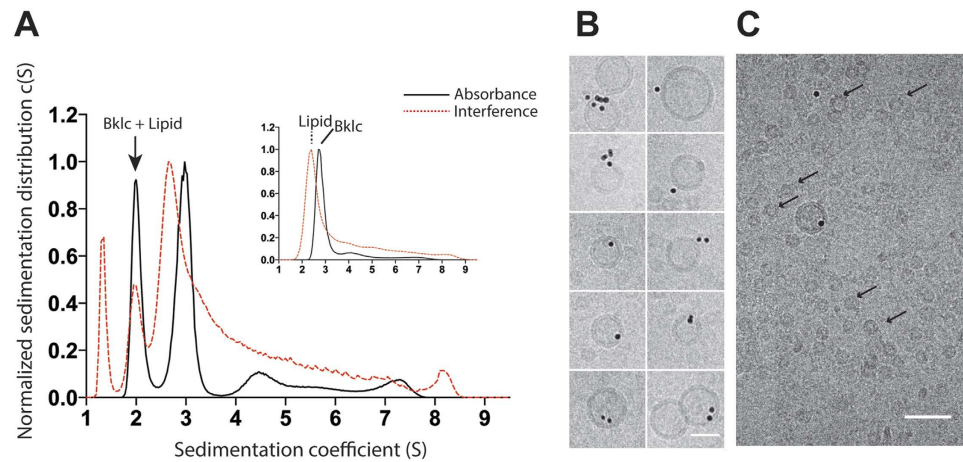 A
B
C
Normalized sedimentation distribution c(S)
1.2
1.0
0.8
0.6
0.4
0.2
0.0
1 2 3 4 5 6 7 8 9
Sedimentation coefficient (S)
Bklc + Lipid
Absorbance
Interference
Lipid
Bklc
1.2
1.0
0.8
0.6
0.4
0.2
0.0
1 2 3 4 5 6 7 8 9